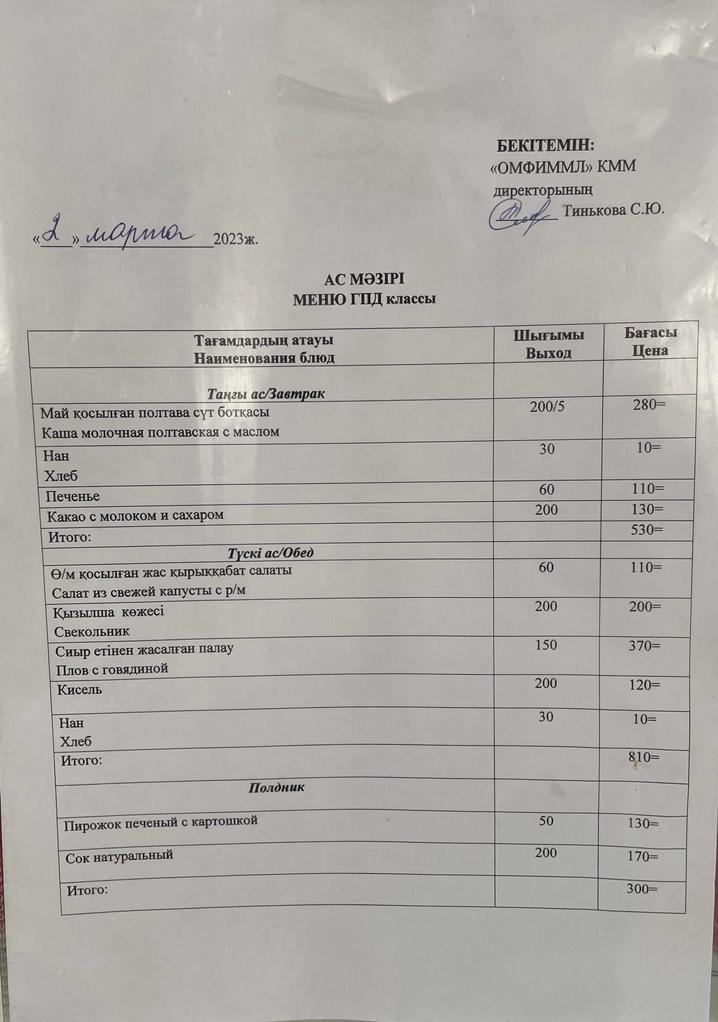 БЕКІТЕМІН:
«ОМФИММЛ» КММ
директорының
Тинькова С.Ю.
«2» марта 2023ж.
АС МӘЗІРІ
МЕНЮ ГПД классы
Тағамдардың атауы
Наименования блюд
Шығымы
Выход
Бағасы
Цена
Таңғы ас/Завтрак
Май қосылған полтава сүт ботқасы
Каша молочная полтавская с маслом
200/5
280=
Нан
Хлеб
30
10=
Печенье
60
110=
Какао с молоком и сахаром
200
130=
Итого:
530=
Түскі ас/Обед
Ө/м қосылған жас қырыққабат салаты
Салат из свежей капусты с р/м
60
110=
Қызылша көжесі
Свекольник
200
200=
Сиыр етінен жасалған палау
Плов с говядиной
150
370=
Кисель
200
120=
Нан
Хлеб
30
10=
Итого:
810=
Полдник
Пирожок печеный с картошкой
50
130=
Сок натуральный
200
170=
Итого:
300=